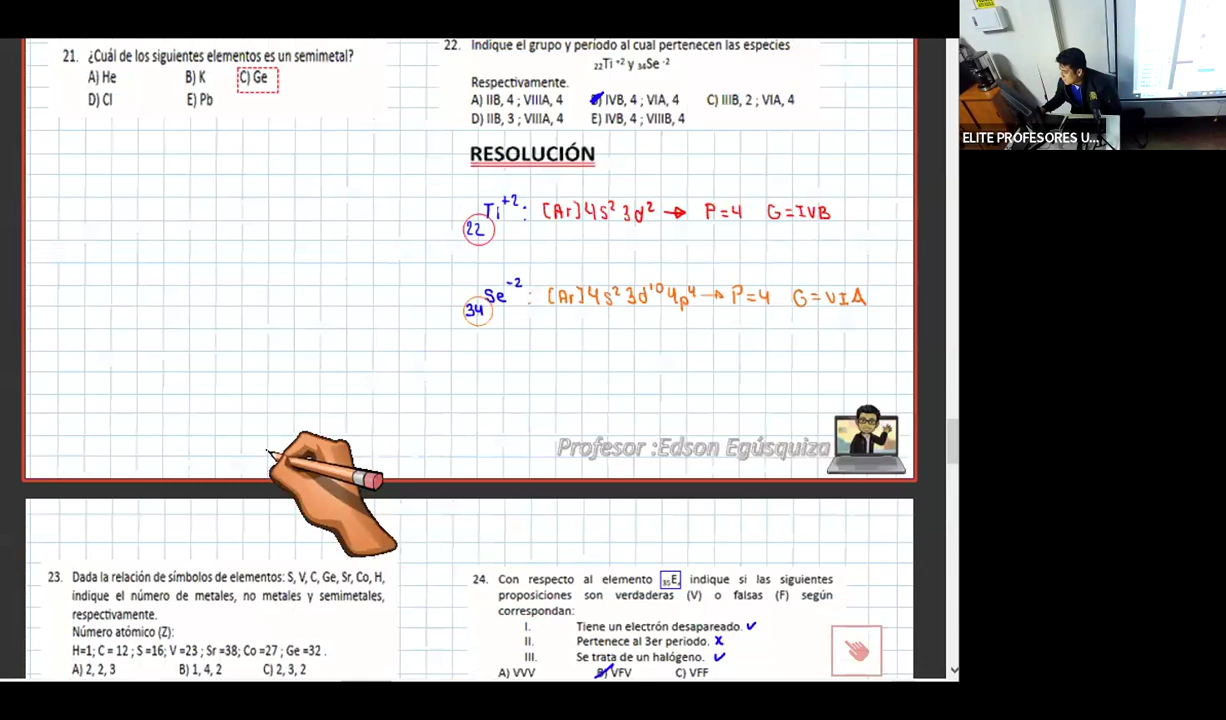 21. ¿Cuál de los siguientes elementos es un semimetal?
A) He B) K C) Ge
D) Cl E) Pb
22. Indique el grupo y periodo al cual pertenecen las especies
₂₂Ti ⁺² y ₃₄Se ⁻²
Respectivamente.
A) IIB, 4 ; VIIIA, 4 B) IVB, 4 ; VIA, 4 C) IIIB, 2 ; VIA, 4
D) IIB, 3 ; VIIIA, 4 E) IVB, 4 ; VIIIB, 4
RESOLUCIÓN
₂₂Ti⁺² : [Ar] 4s² 3d² → P=4 G=IVB
₃₄Se⁻² : [Ar] 4s² 3d¹⁰ 4p⁴ → P=4 G=VIA
Profesor :Edson Egúsquiza
23. Dada la relación de símbolos de elementos: S, V, C, Ge, Sr, Co, H,
indique el número de metales, no metales y semimetales,
respectivamente.
Número atómico (Z):
H=1; C = 12 ; S =16; V =23 ; Sr =38; Co =27 ; Ge =32 .
A) 2, 2, 3 B) 1, 4, 2 C) 2, 3, 2
24. Con respecto al elemento ₃₅E, indique si las siguientes
proposiciones son verdaderas (V) o falsas (F) según
correspondan:
I. Tiene un electrón desapareado. ✓
II. Pertenece al 3er periodo. x
III. Se trata de un halógeno. ✓
A) VVV B) VFV C) VFF
ELITE PROFESORES U...